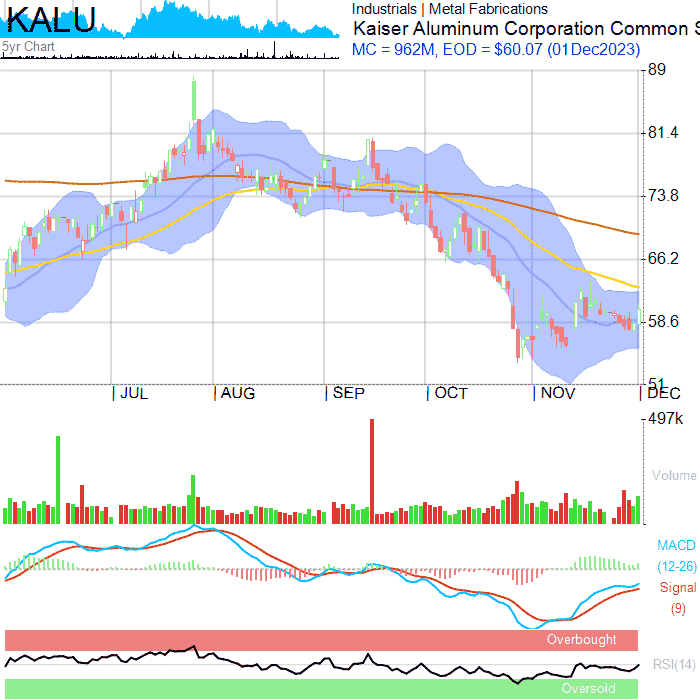 KALU
5yr Chart
Industrials | Metal Fabrications
Kaiser Aluminum Corporation Common S
MC = 962M, EOD = $60.07 (01Dec2023)
89
81.4
73.8
66.2
58.6
51
| JUL | AUG | SEP | OCT | NOV | DEC
497k
Volume
MACD
(12-26)
Signal
(9)
Overbought
RSI(14)
Oversold